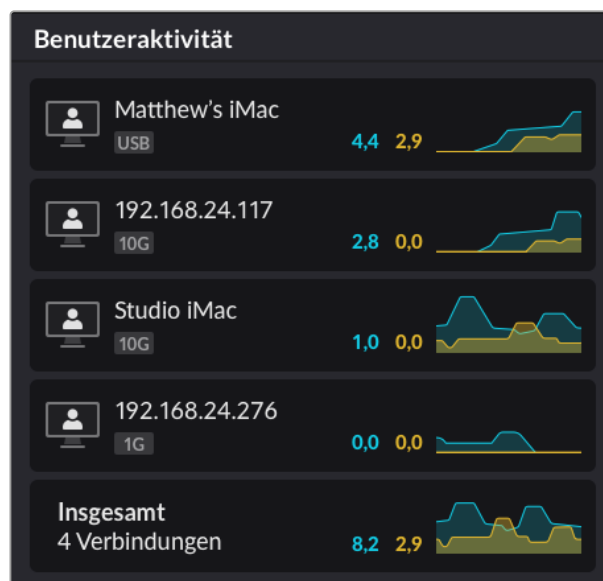 Benutzeraktivität
Matthew's iMac
USB
4,4 2,9
192.168.24.117
10G
2,8 0,0
Studio iMac
10G
1,0 0,0
192.168.24.276
1G
0,0 0,0
Insgesamt
4 Verbindungen
8,2 2,9